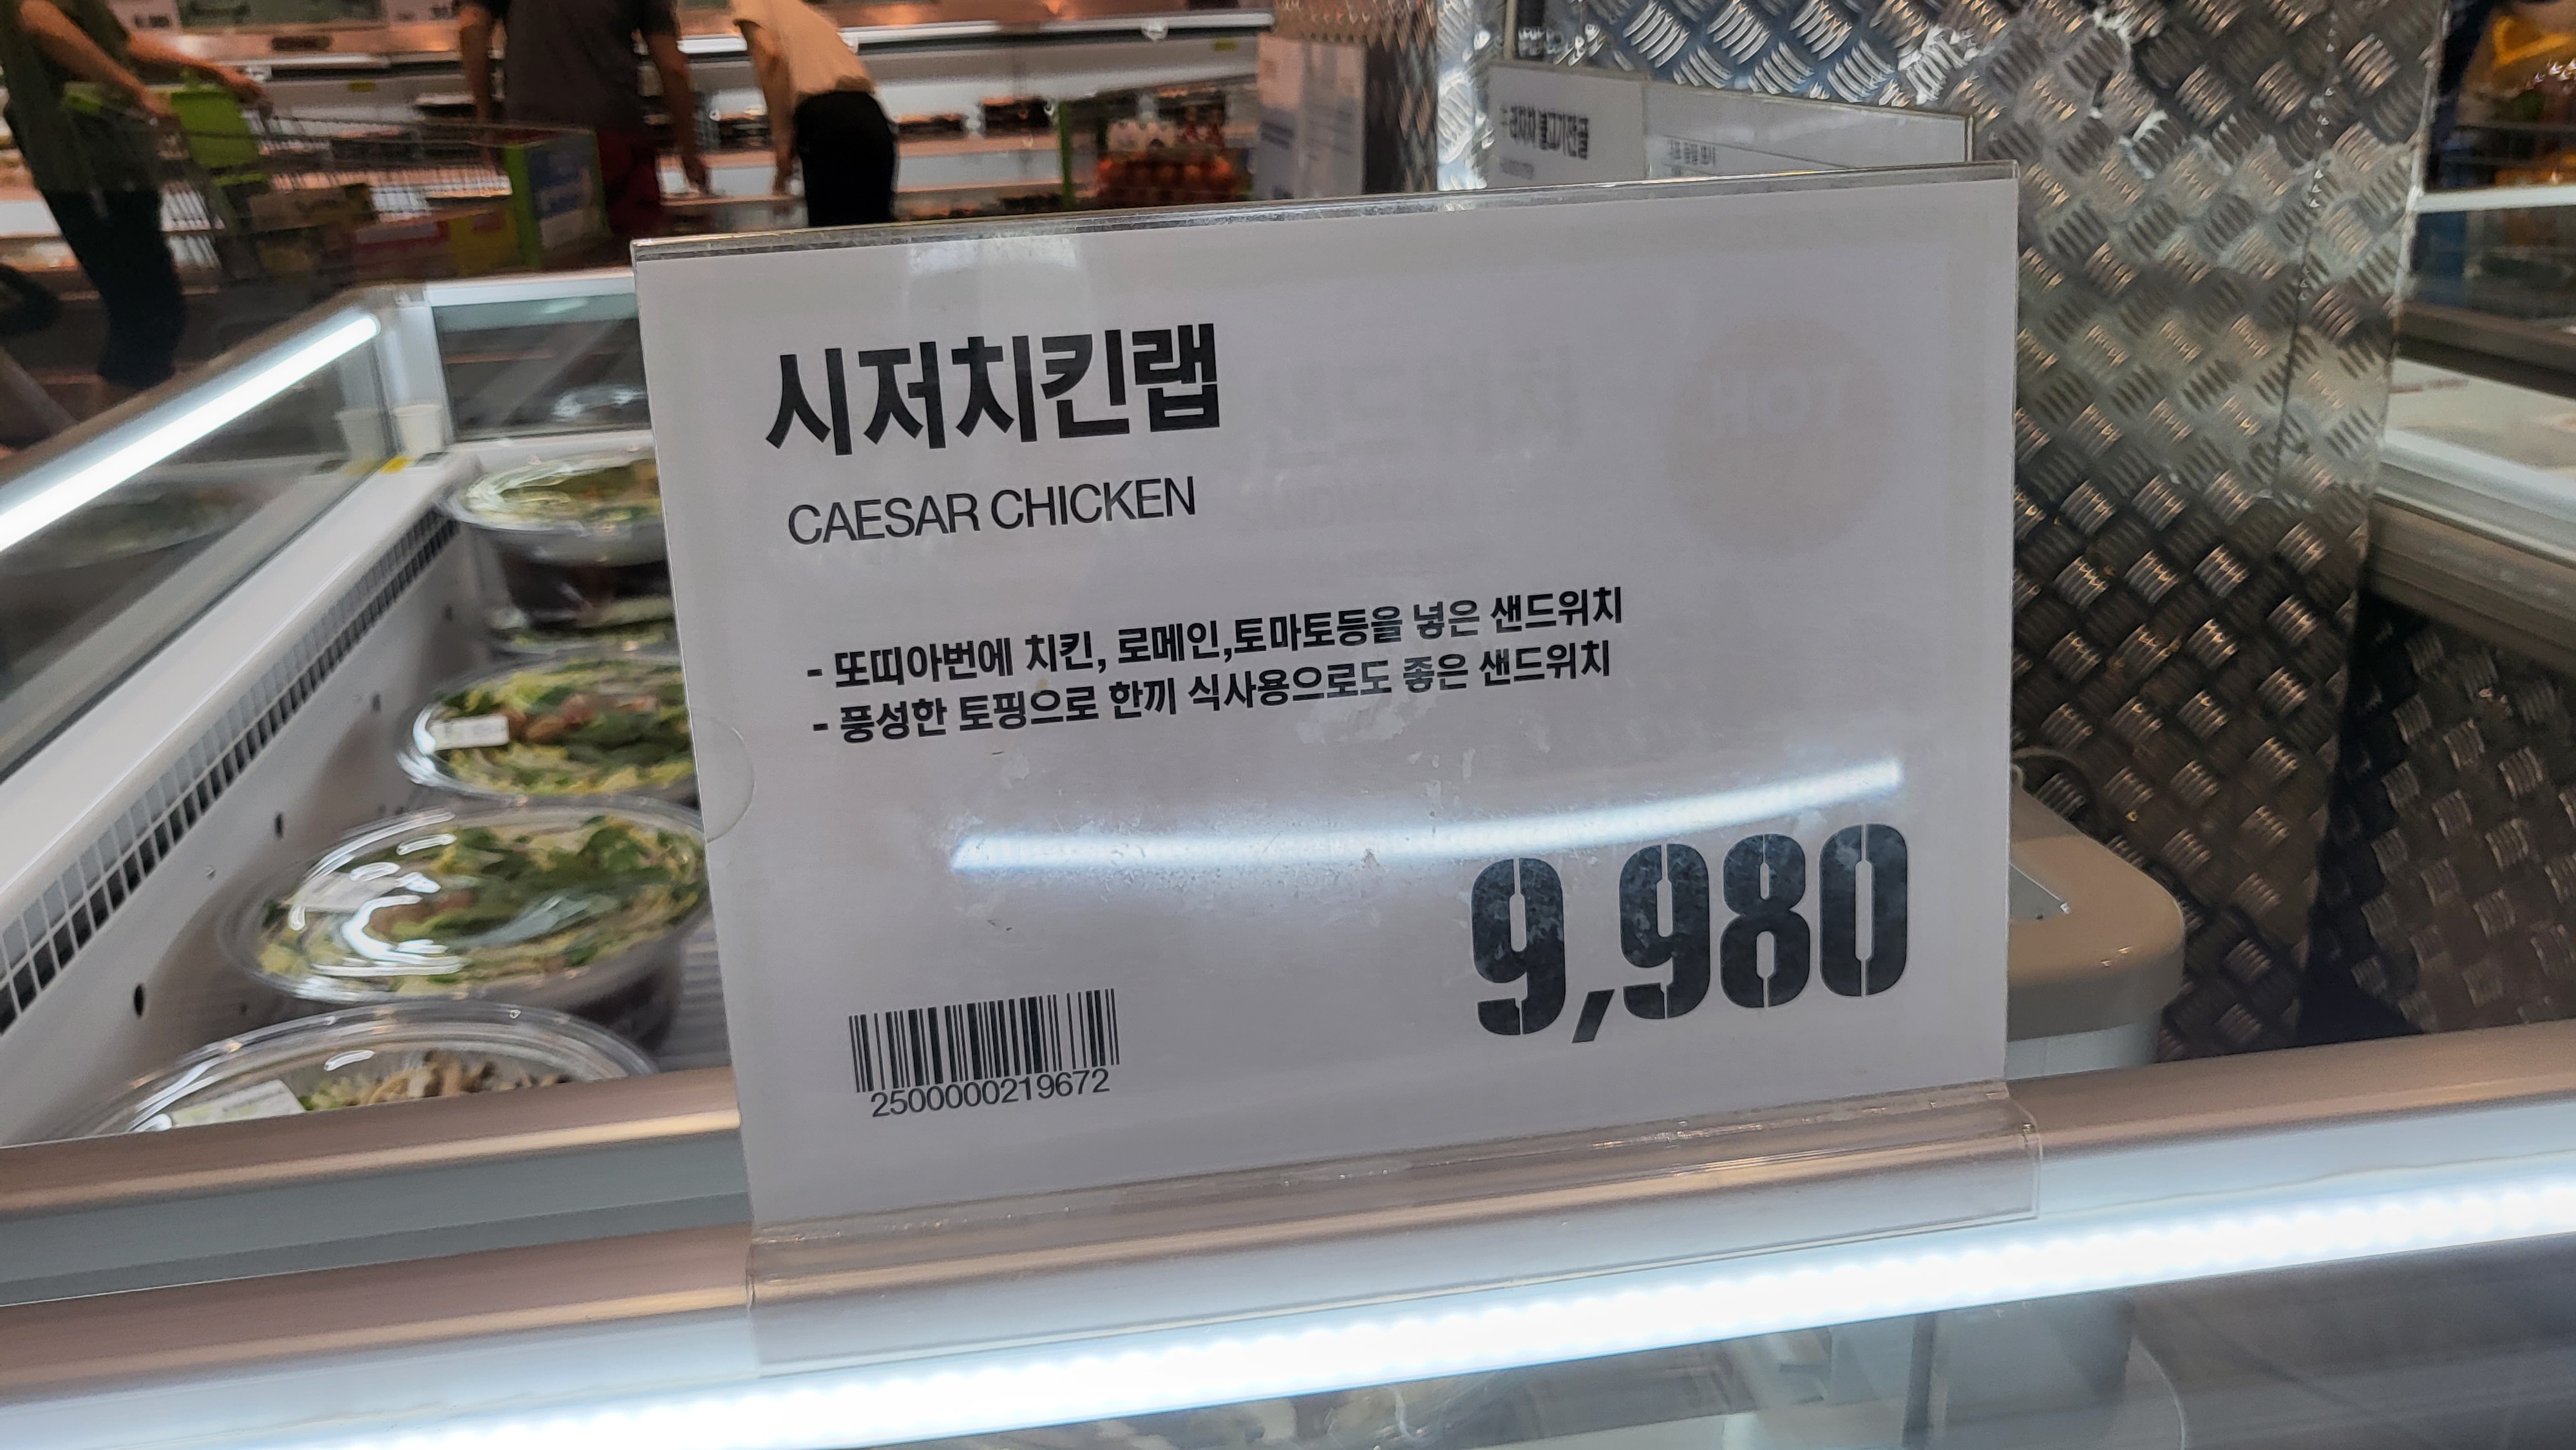 시저치킨랩
CAESAR CHICKEN
- 또띠아번에 치킨, 로메인,토마토등을 넣은 샌드위치
- 풍성한 토핑으로 한끼 식사용으로도 좋은 샌드위치
9,980
2500000219672